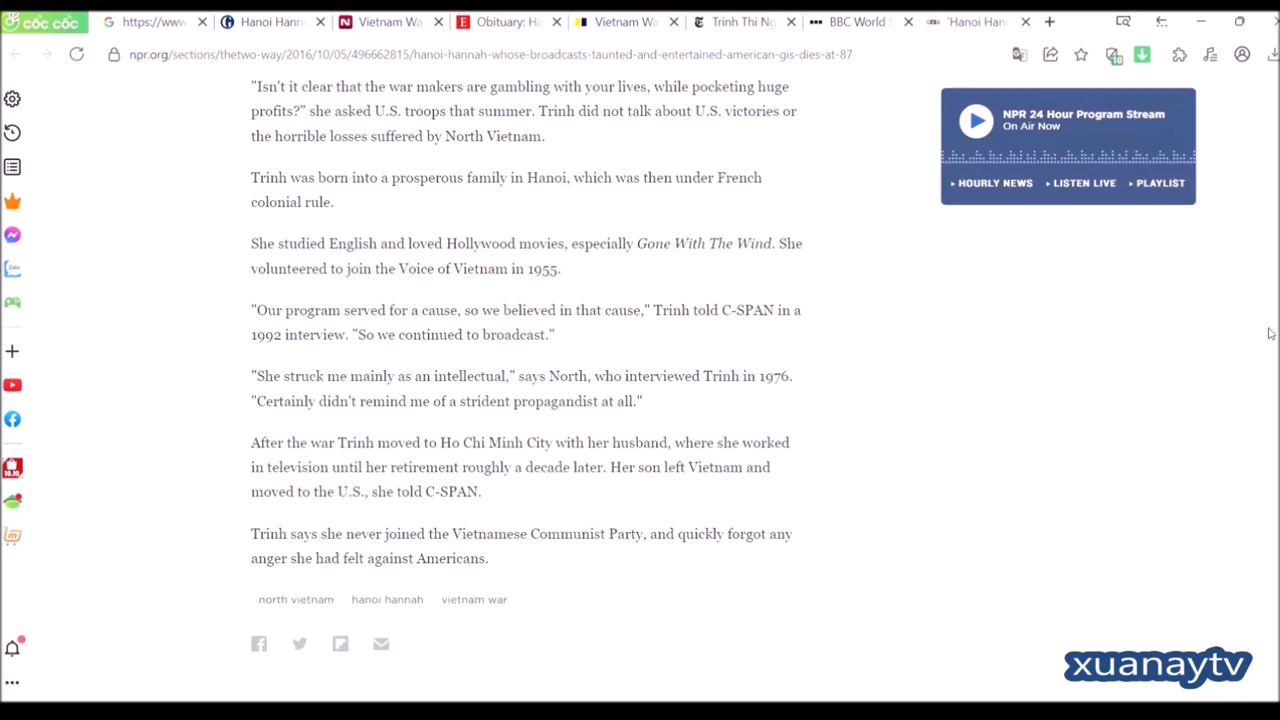 cốc cốc
https://www
Hanoi Hann
Vietnam Wa
Obituary: Ha
Vietnam Wa
Trinh Thi Ng
BBC World S
'Hanoi Han
npr.org/sections/thetwo-way/2016/10/05/496662815/hanoi-hannah-whose-broadcasts-taunted-and-entertained-american-gis-dies-at-87
"Isn't it clear that the war makers are gambling with your lives, while pocketing huge
profits?" she asked U.S. troops that summer. Trinh did not talk about U.S. victories or
the horrible losses suffered by North Vietnam.
Trinh was born into a prosperous family in Hanoi, which was then under French
colonial rule.
She studied English and loved Hollywood movies, especially Gone With The Wind. She
volunteered to join the Voice of Vietnam in 1955.
"Our program served for a cause, so we believed in that cause," Trinh told C-SPAN in a
1992 interview. "So we continued to broadcast."
"She struck me mainly as an intellectual," says North, who interviewed Trinh in 1976.
"Certainly didn't remind me of a strident propagandist at all."
After the war Trinh moved to Ho Chi Minh City with her husband, where she worked
in television until her retirement roughly a decade later. Her son left Vietnam and
moved to the U.S., she told C-SPAN.
Trinh says she never joined the Vietnamese Communist Party, and quickly forgot any
anger she had felt against Americans.
north vietnam hanoi hannah vietnam war
NPR 24 Hour Program Stream
On Air Now
HOURLY NEWS LISTEN LIVE PLAYLIST
xuanaytv